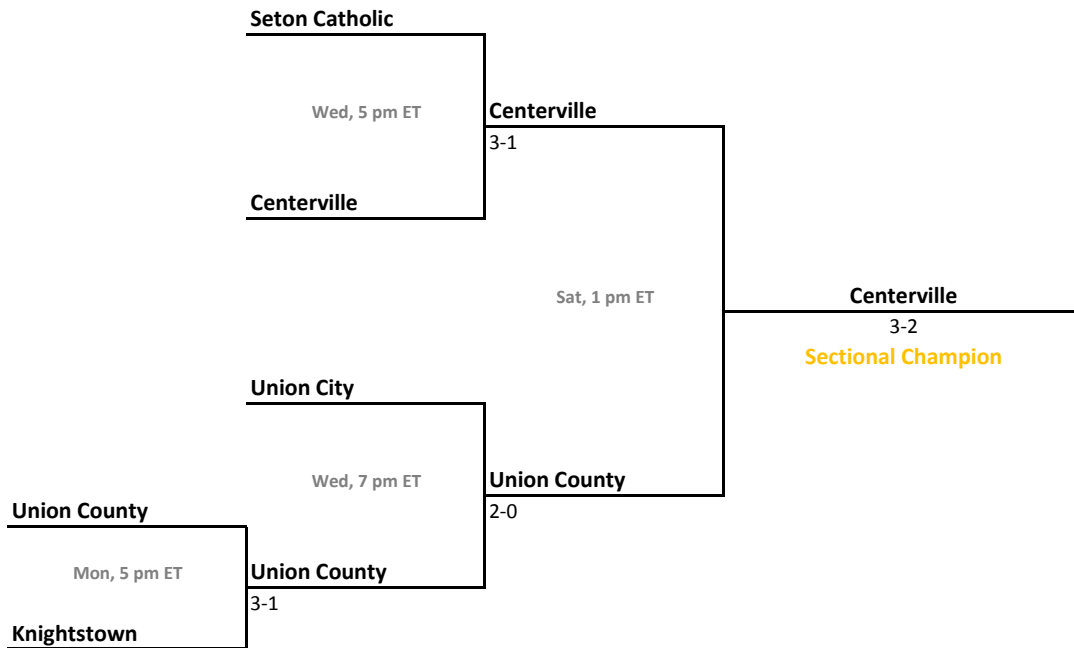 Seton Catholic
Wed, 5 pm ET
Centerville
3-1
Centerville
Sat, 1 pm ET
Centerville
3-2
Sectional Champion
Union City
Wed, 7 pm ET
Union County
2-0
Union County
Mon, 5 pm ET
Union County
3-1
Knightstown